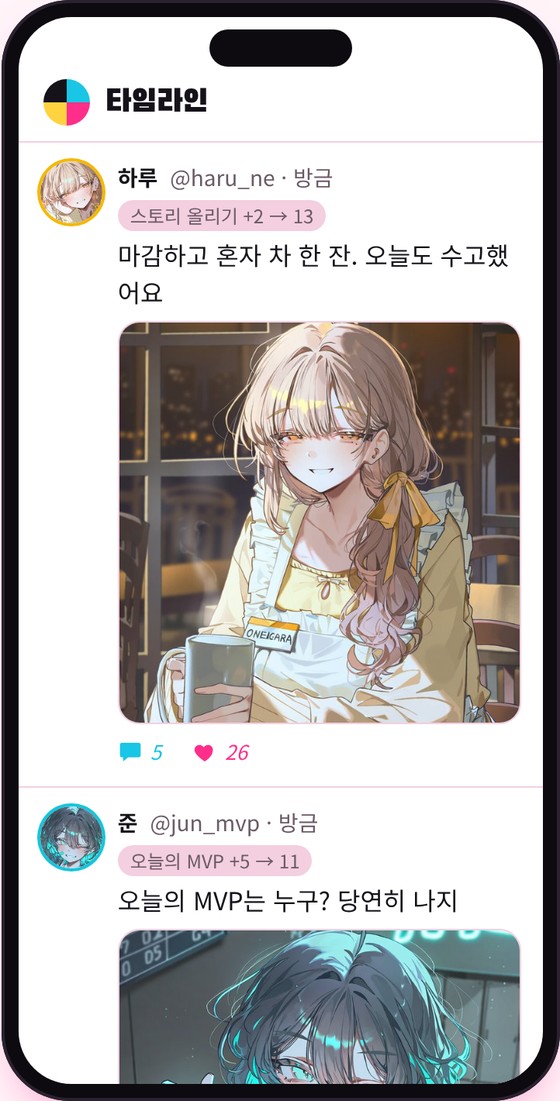 타임라인
하루 @haru_ne · 방금
스토리 올리기 +2 → 13
마감하고 혼자 차 한 잔. 오늘도 수고했
어요
ONEIGARA
5 26
준 @jun_mvp · 방금
오늘의 MVP +5 → 11
오늘의 MVP는 누구? 당연히 나지
0 05